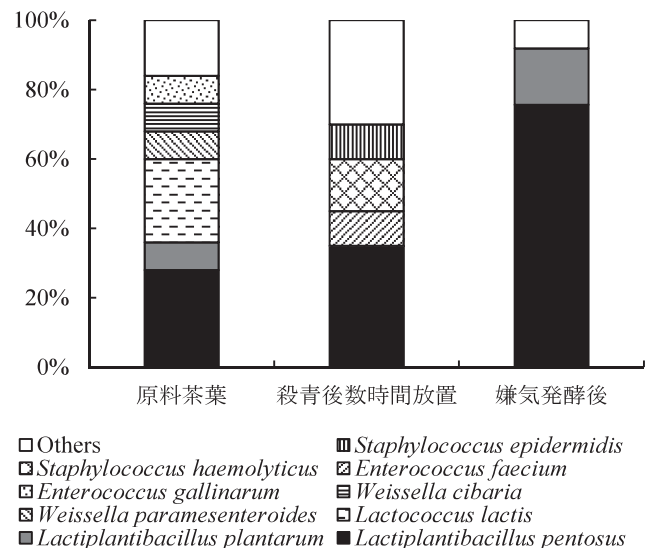 100%
80%
60%
40%
20%
0%
原料茶葉 殺青後数時間放置 嫌気発酵後
Others Staphylococcus epidermidis
Staphylococcus haemolyticus Enterococcus faecium
Enterococcus gallinarum Weissella cibaria
Weissella paramesenteroides Lactococcus lactis
Lactiplantibacillus plantarum Lactiplantibacillus pentosus